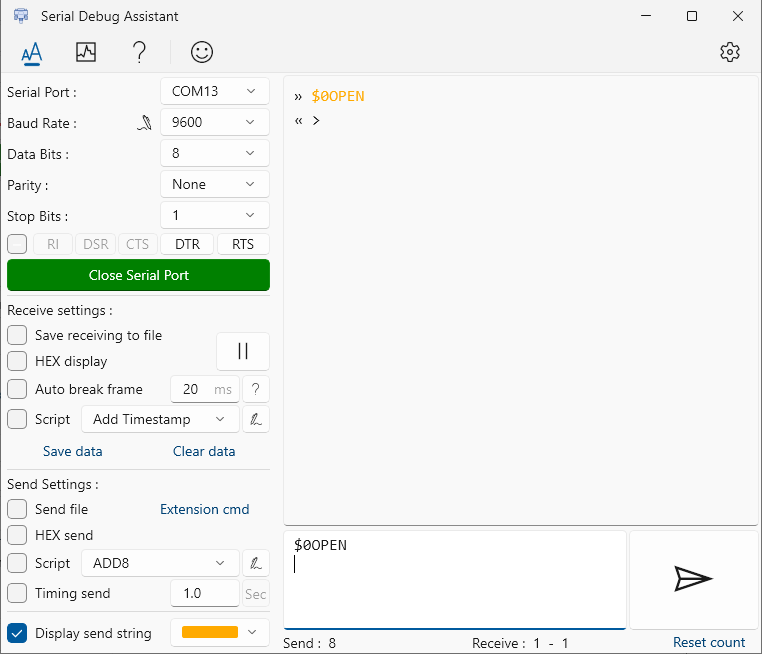 Serial Debug Assistant
AA
?
Serial Port :
COM13
Baud Rate :
9600
Data Bits :
8
Parity :
None
Stop Bits :
1
RI
DSR
CTS
DTR
RTS
Close Serial Port
Receive settings :
Save receiving to file
HEX display
Auto break frame
20 ms
?
Script
Add Timestamp
Save data
Clear data
Send Settings :
Send file
Extension cmd
HEX send
Script
ADD8
Timing send
1.0
Sec
Display send string
» $0OPEN
« >
$0OPEN
Send : 8
Receive : 1 - 1
Reset count